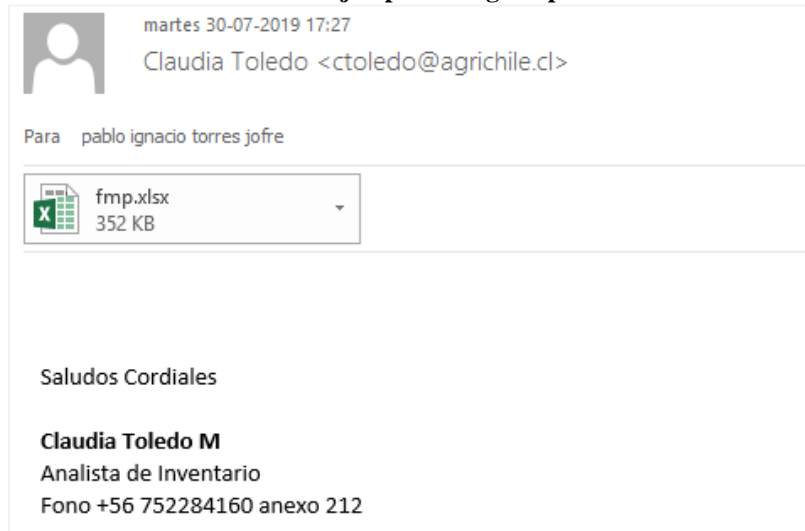 martes 30-07-2019 17:27
Claudia Toledo <ctoledo@agrichile.cl>
Para pablo ignacio torres jofre
fmp.xlsx
352 KB
Saludos Cordiales
Claudia Toledo M
Analista de Inventario
Fono +56 752284160 anexo 212